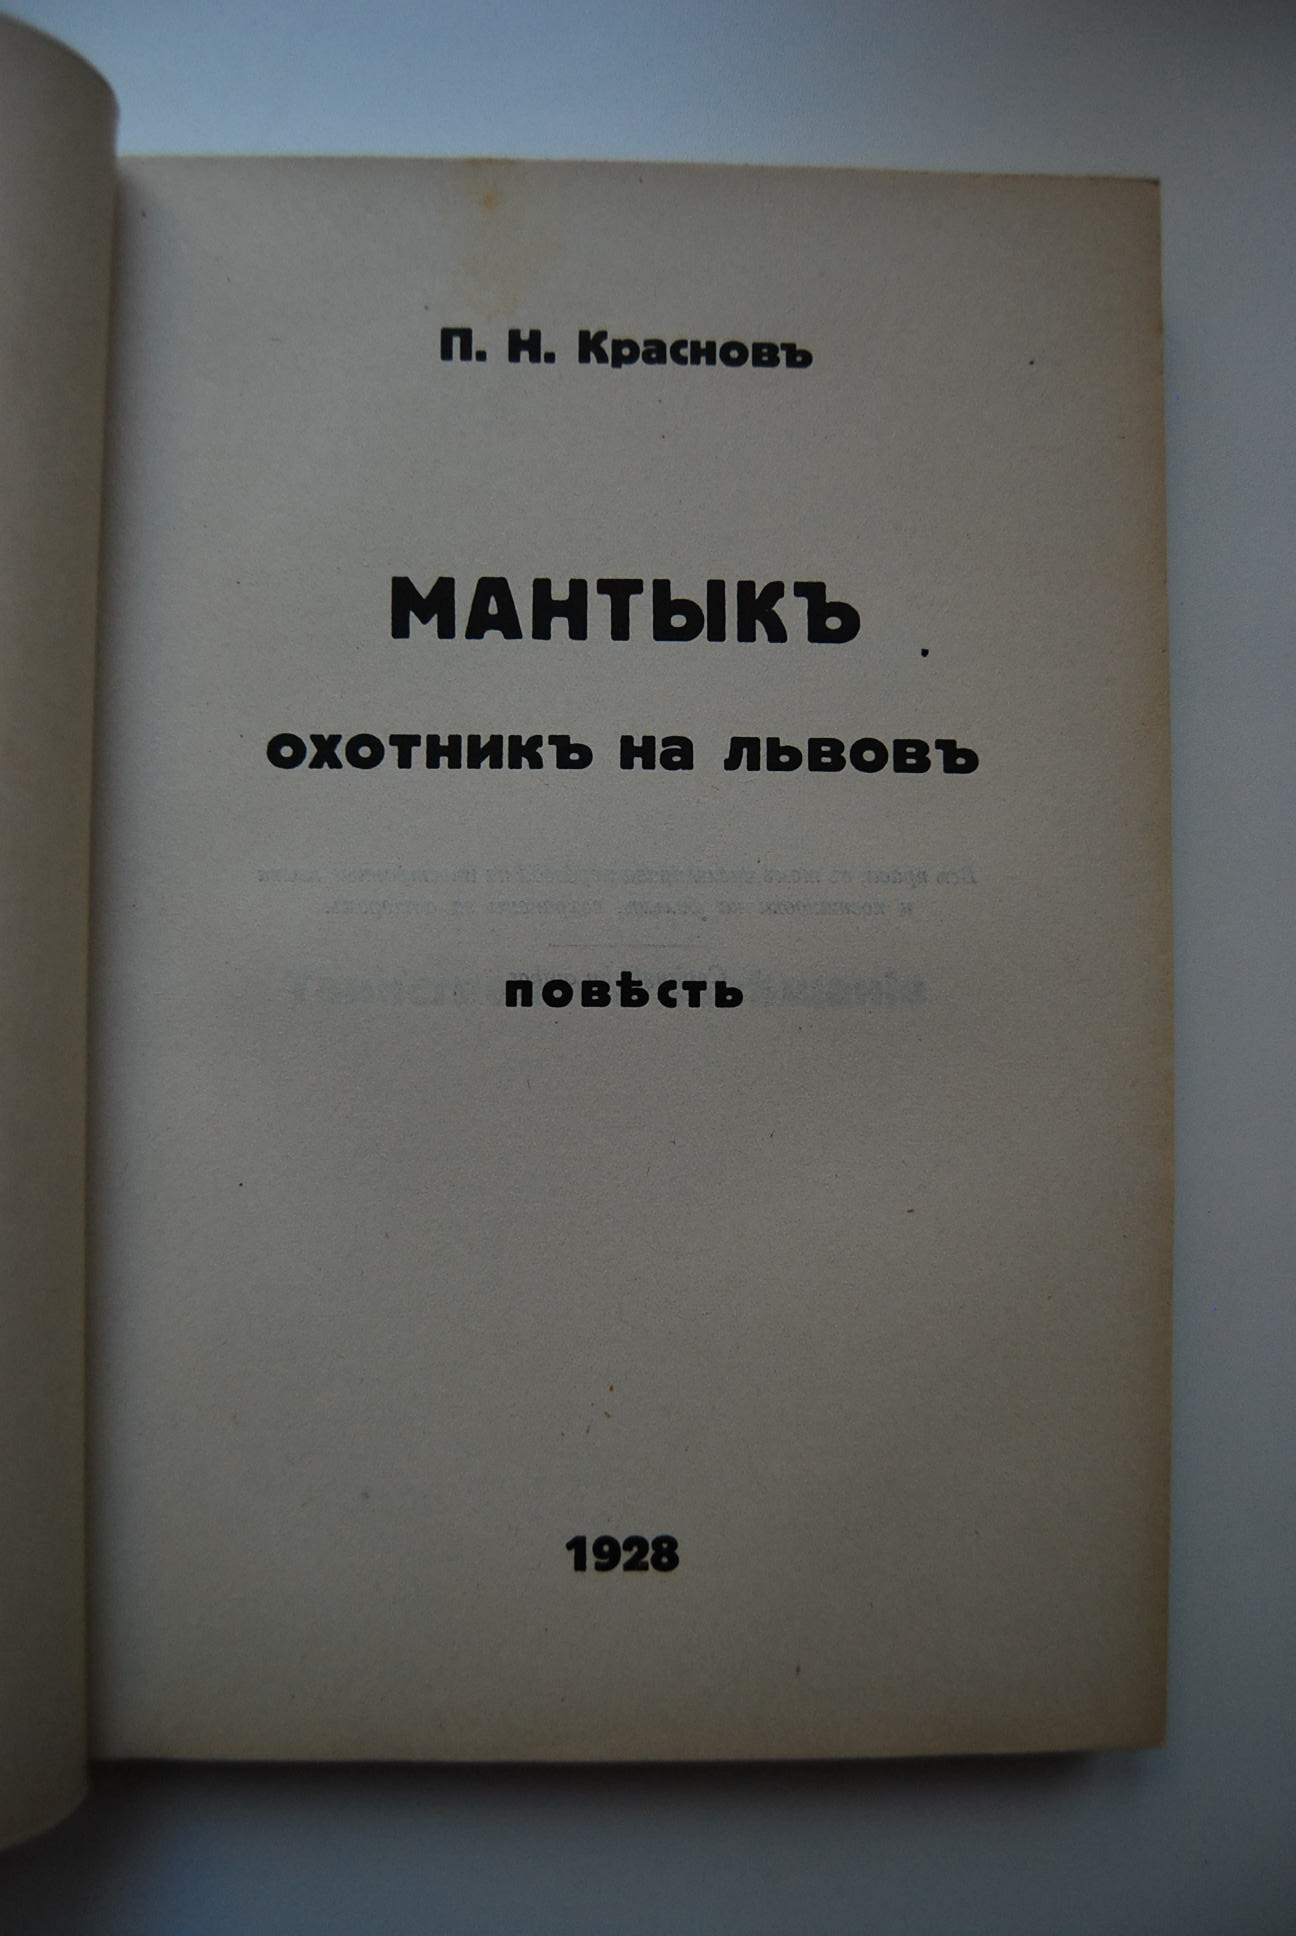 П. Н. Красновъ
МАНТЫКЪ
охотникъ на львовъ
повѣсть
1928